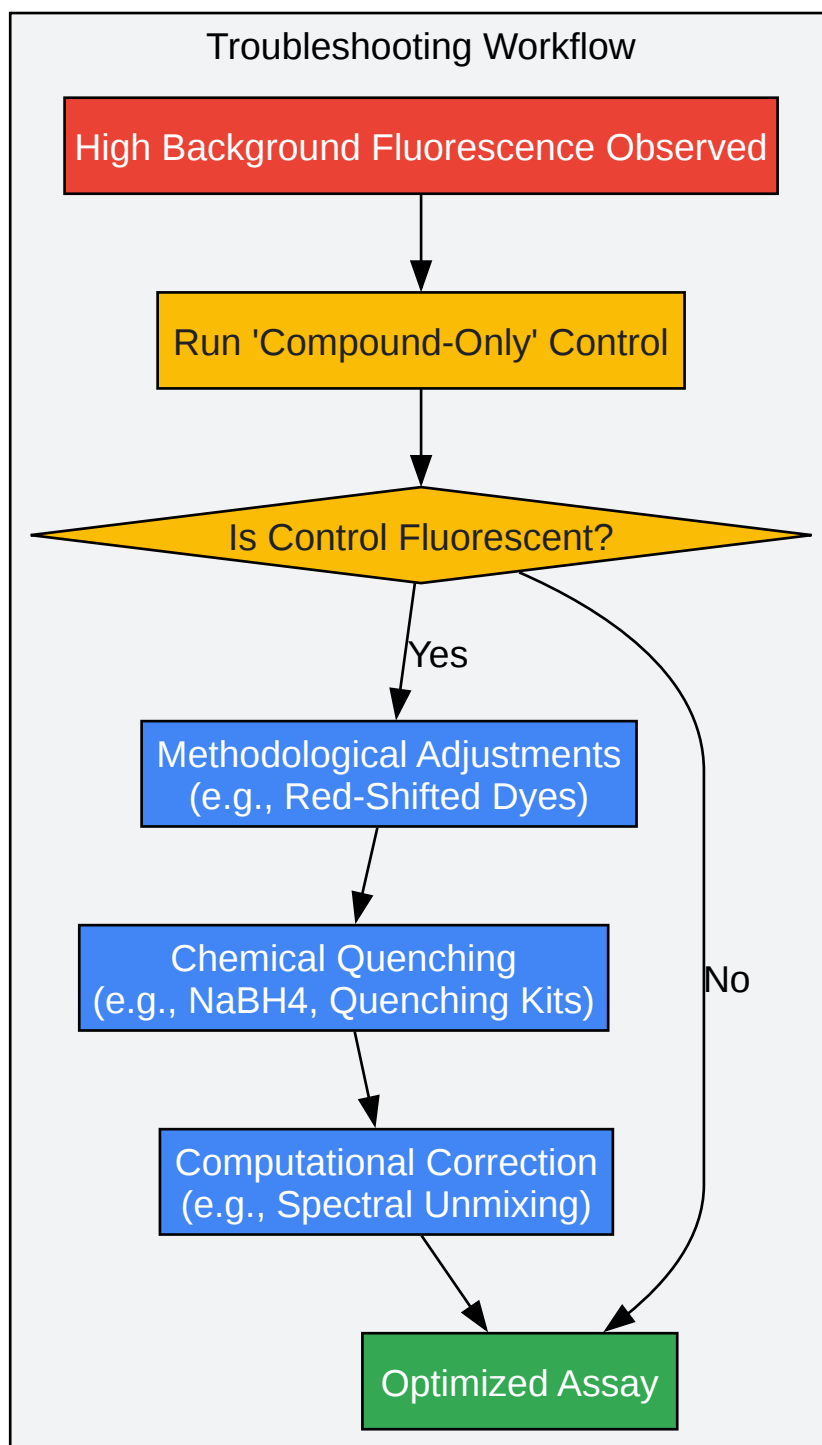 Troubleshooting Workflow
High Background Fluorescence Observed
Run 'Compound-Only' Control
Is Control Fluorescent?
Yes
Methodological Adjustments
(e.g., Red-Shifted Dyes)
Chemical Quenching
(e.g., NaBH4, Quenching Kits)
No
Computational Correction
(e.g., Spectral Unmixing)
Optimized Assay